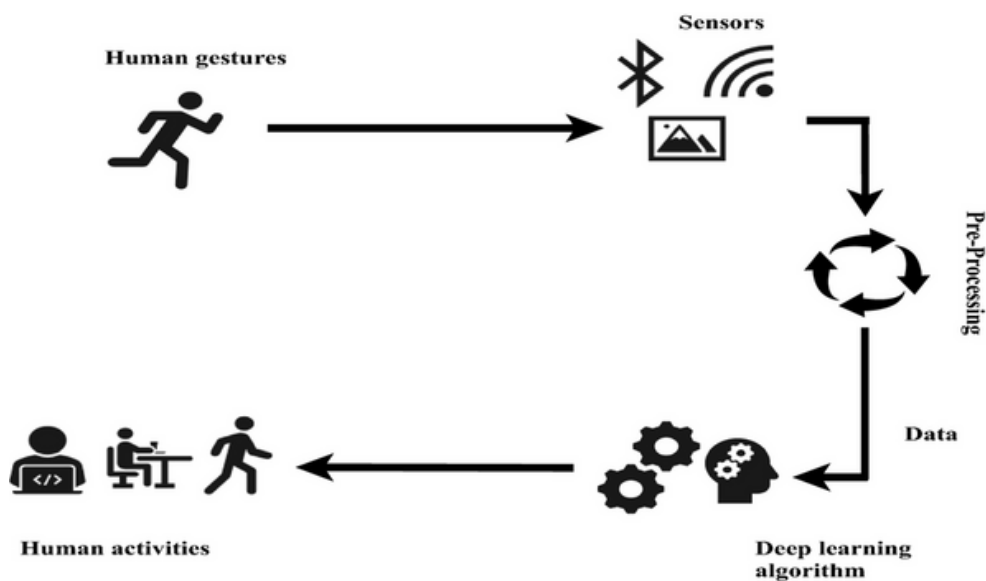 Human gestures
Sensors
Pre-Processing
Data
Deep learning
algorithm
Human activities
</>